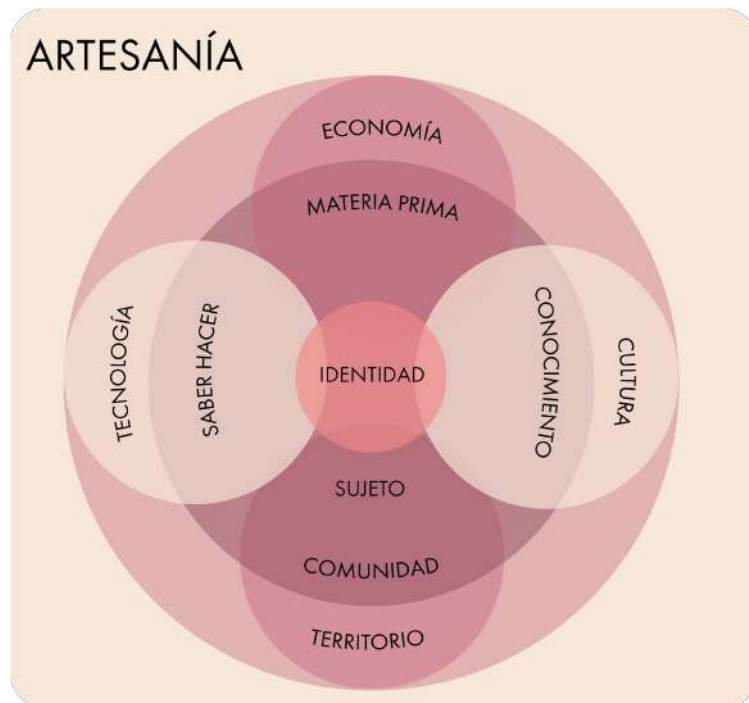 ARTESANÍA
ECONOMÍA
MATERIA PRIMA
TECNOLOGÍA
SABER HACER
IDENTIDAD
CONOCIMIENTO
CULTURA
SUJETO
COMUNIDAD
TERRITORIO